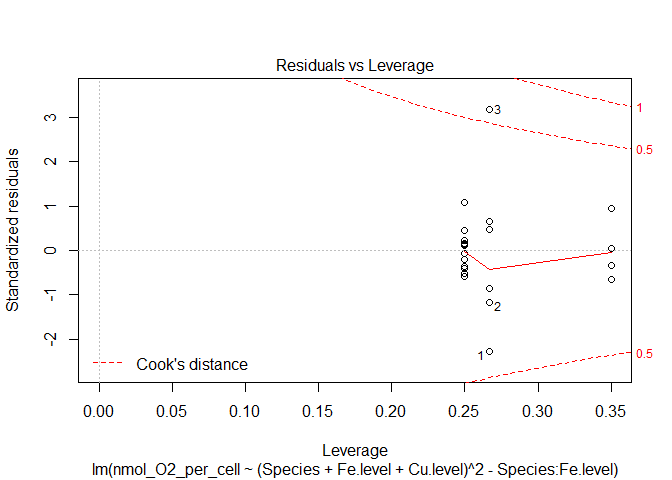 Residuals vs Leverage
Standardized residuals
3
2
1
0
-1
-2
3
2
1
1
0.5
0.5
Cook's distance
0.00 0.05 0.10 0.15 0.20 0.25 0.30 0.35
Leverage
lm(nmol_O2_per_cell ~ (Species + Fe.level + Cu.level)^2 - Species:Fe.level)